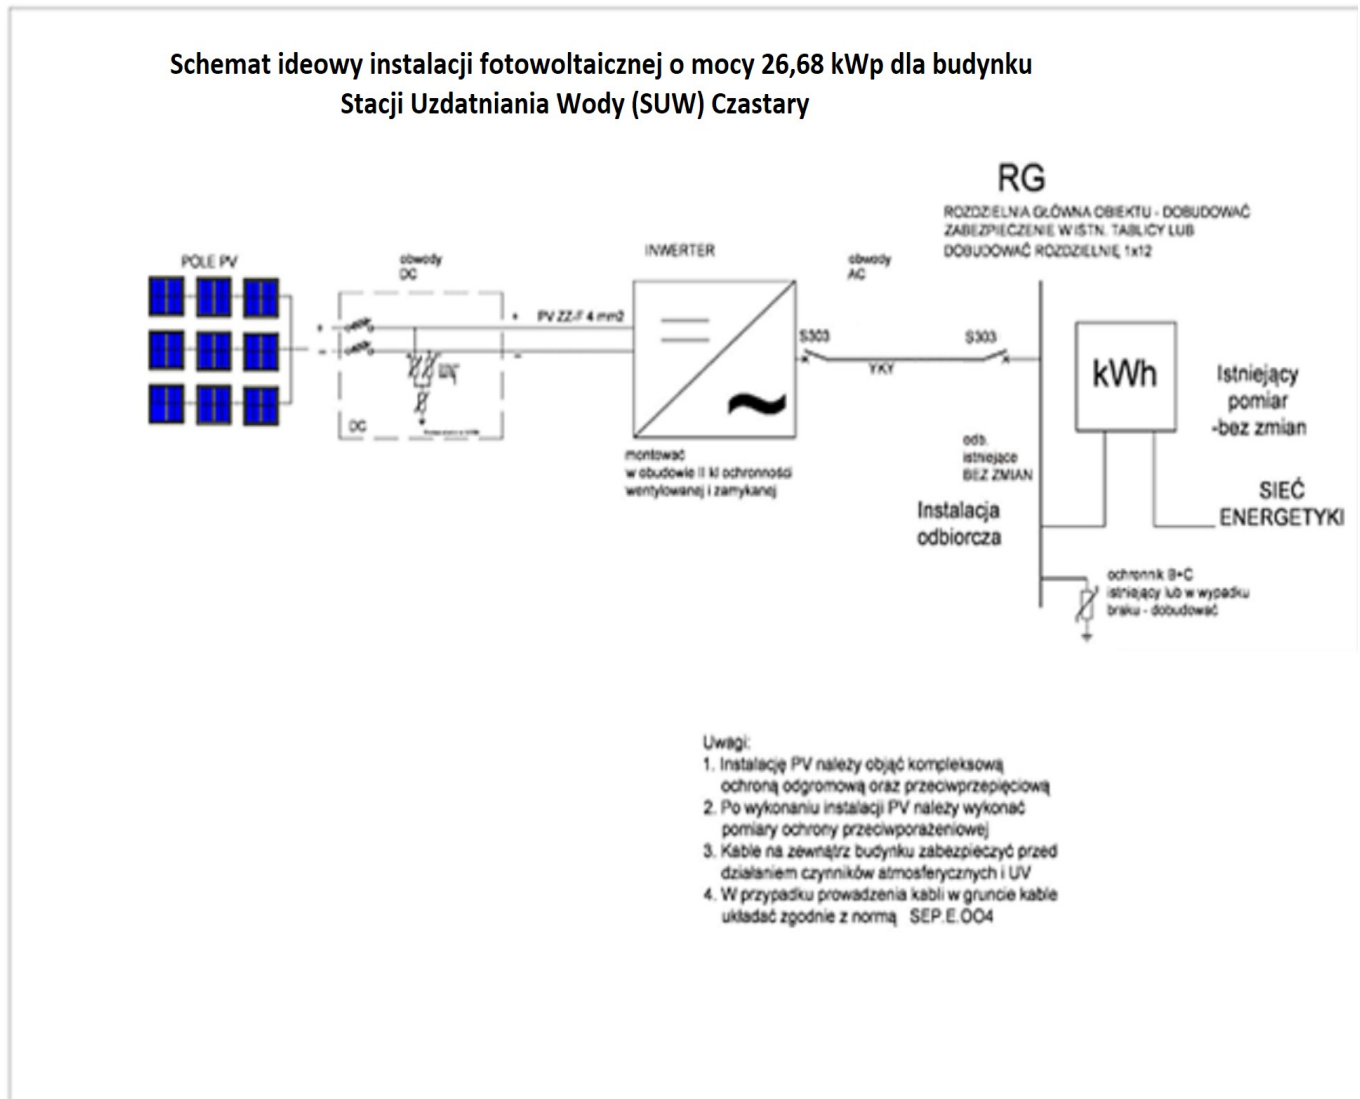 Schemat ideowy instalacji fotowoltaicznej o mocy 26,68 kWp dla budynku
Stacji Uzdatniania Wody (SUW) Czastary
RG
ROZDZIELNIA GŁÓWNA OBIEKTU - DOBUDOWAĆ
ZABEZPIECZENIE W ISTN. TABLICY LUB
DOBUDOWAĆ ROZDZIELNIĘ 1x12
POLE PV
obwody
DC
INWERTER
obwody
AC
+
-
+
PV ZZ-F 4 mm2
-
DC
S303
S303
YKY
kWh
Istniejący
pomiar
-bez zmian
montować
w obudowie II kl ochronności
wentylowanej i zamykanej
odb.
istniejące
BEZ ZMIAN
Instalacja
odbiorcza
SIEĆ
ENERGETYKI
ochronnik B+C
istniejący lub w wypadku
braku - dobudować
Uwagi:
1. Instalację PV należy objąć kompleksową
ochroną odgromową oraz przeciwprzepięciową
2. Po wykonaniu instalacji PV należy wykonać
pomiary ochrony przeciwporażeniowej
3. Kable na zewnątrz budynku zabezpieczyć przed
działaniem czynników atmosferycznych i UV
4. W przypadku prowadzenia kabli w gruncie kable
układać zgodnie z normą SEP.E.OO4